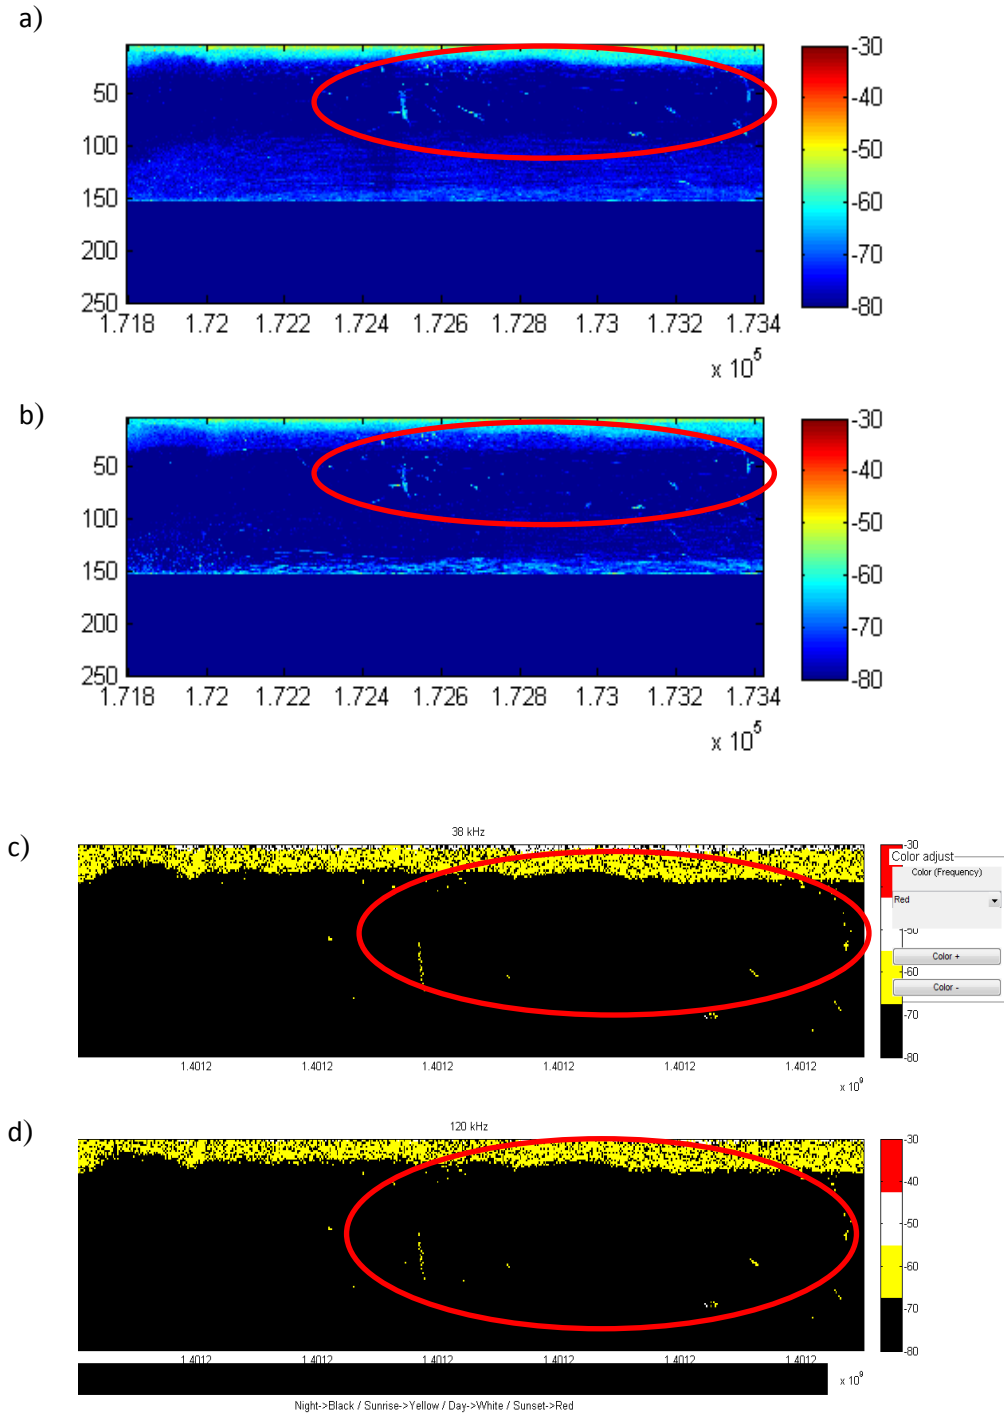 a)
-30
-40
-50
-60
-70
-80
50
100
150
200
250
1.718 1.72 1.722 1.724 1.726 1.728 1.73 1.732 1.734
x 10^5
b)
-30
-40
-50
-60
-70
-80
50
100
150
200
250
1.718 1.72 1.722 1.724 1.726 1.728 1.73 1.732 1.734
x 10^5
c)
38 kHz
-30
Color adjust
Color (Frequency)
Red
-50
Color +
-60
Color -
-70
-80
1.4012 1.4012 1.4012 1.4012 1.4012 1.4012
x 10^9
d)
120 kHz
-30
-40
-50
-60
-70
-80
1.4012 1.4012 1.4012 1.4012 1.4012 1.4012
x 10^9
Night->Black / Sunrise->Yellow / Day->White / Sunset->Red